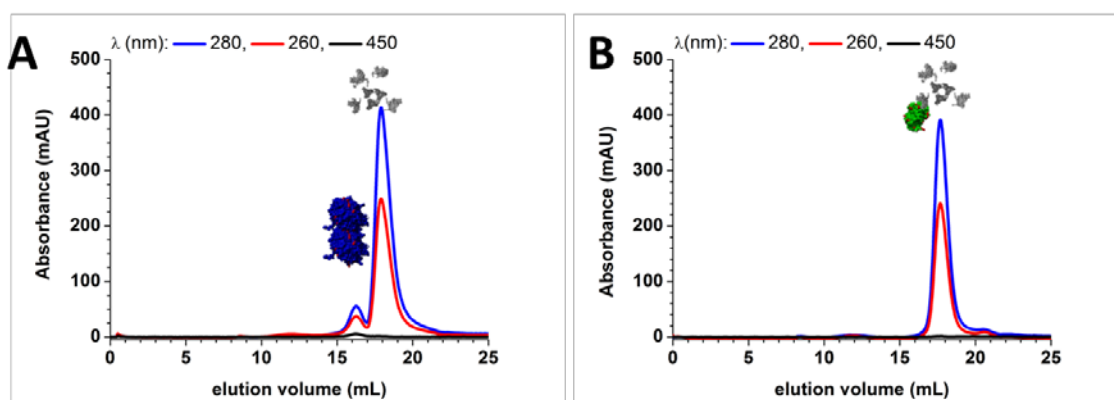 A
λ (nm): 280, 260, 450
500
400
300
200
100
0
Absorbance (mAU)
0 5 10 15 20 25
elution volume (mL)
B
λ(nm): 280, 260, 450
500
400
300
200
100
0
Absorbance (mAU)
0 5 10 15 20 25
elution volume (mL)